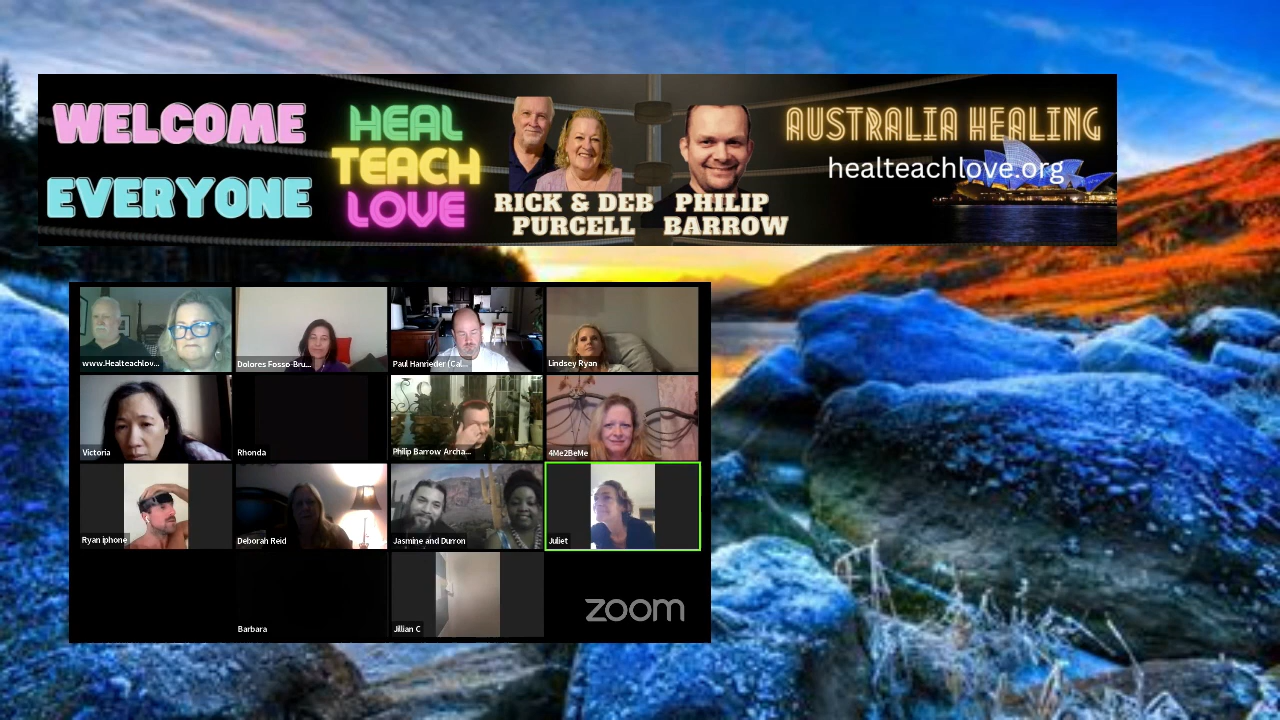 WELCOME
EVERYONE
HEAL
TEACH
LOVE
RICK & DEB
PURCELL
PHILIP
BARROW
AUSTRALIA HEALING
healteachlove.org
www.Healteachlov...
Dolores Fosso-Bru...
Paul Hanneder (Cal...
Lindsey Ryan
Victoria
Rhonda
Philip Barrow Archa...
4Me2BeMe
Ryan iphone
Deborah Reid
Jasmine and Durron
Juliet
Barbara
Jillian C
zoom